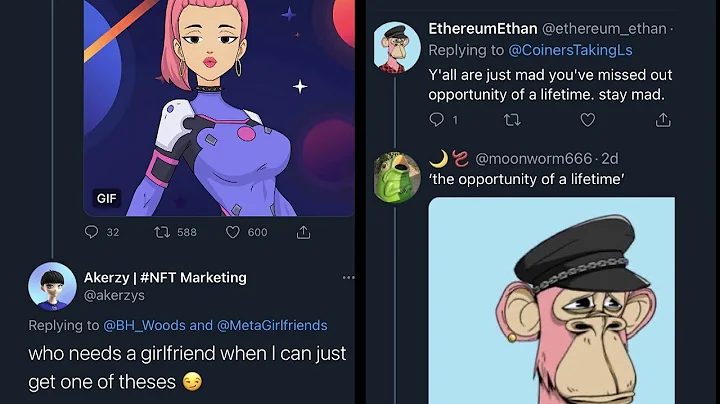 GIF
32 588 600
Akerzy | #NFT Marketing
@akerzys
Replying to @BH_Woods and @MetaGirlfriends
who needs a girlfriend when I can just
get one of theses 😏
EthereumEthan @ethereum_ethan ·
Replying to @CoinersTakingLs
Y'all are just mad you've missed out
opportunity of a lifetime. stay mad.
1
🌙🪱 @moonworm666 · 2d
'the opportunity of a lifetime'